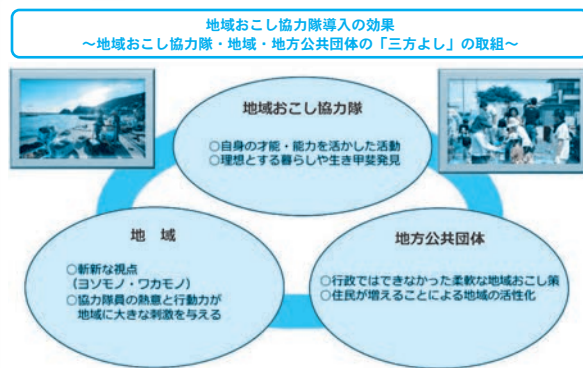 地域おこし協力隊導入の効果
～地域おこし協力隊・地域・地方公共団体の「三方よし」の取組～
地域おこし協力隊
○自身の才能・能力を活かした活動
○理想とする暮らしや生き甲斐発見
地 域
○斬新な視点
（ヨソモノ・ワカモノ）
○協力隊員の熱意と行動力が
地域に大きな刺激を与える
地方公共団体
○行政ではできなかった柔軟な地域おこし策
○住民が増えることによる地域の活性化